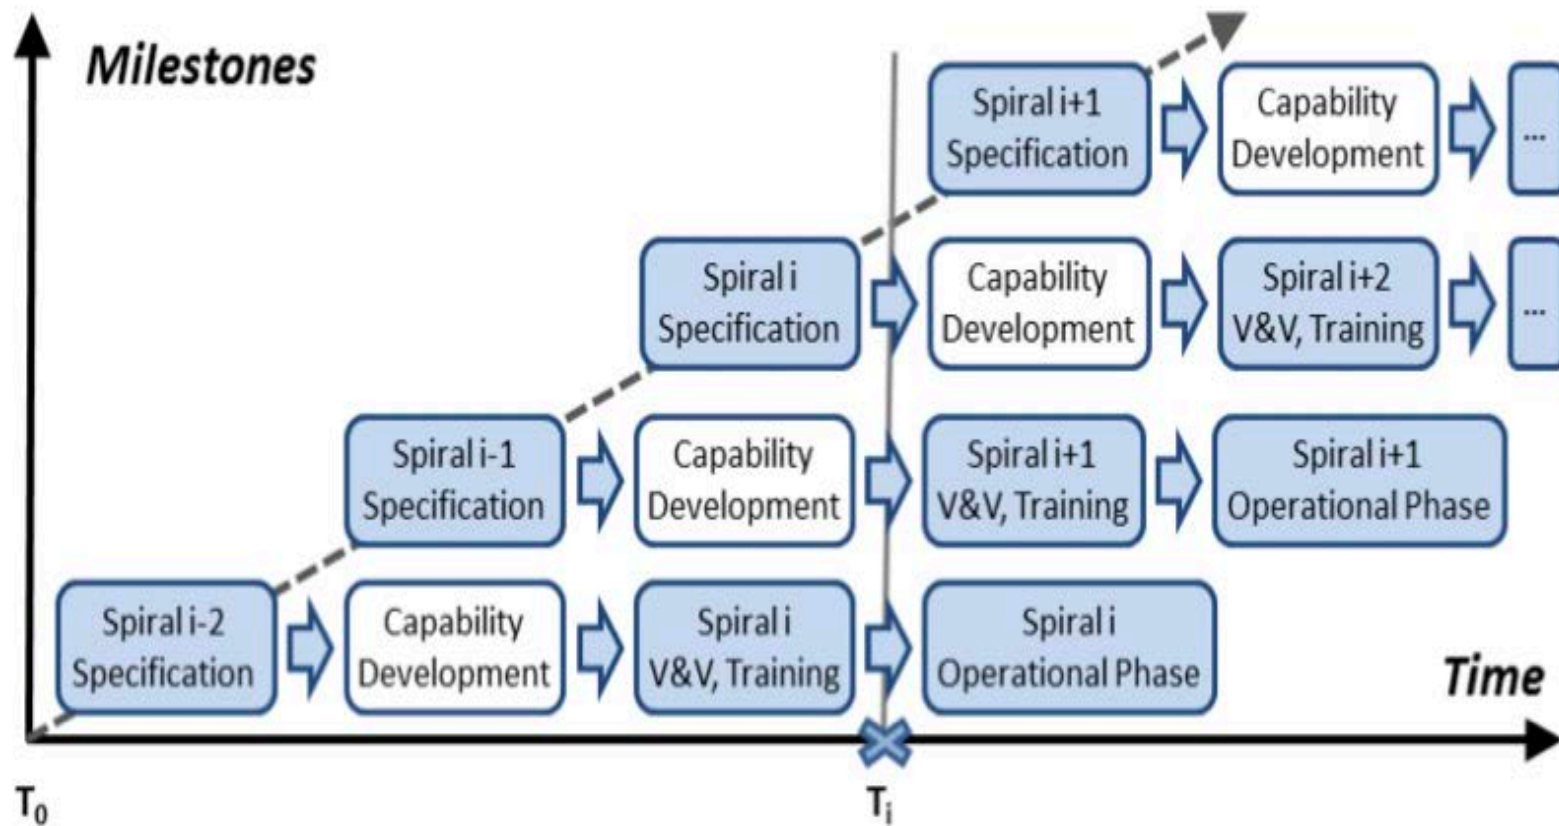 Milestones
Spiral i+1
Specification
Capability
Development
...
Spiral i
Specification
Capability
Development
Spiral i+2
V&V, Training
...
Spiral i-1
Specification
Capability
Development
Spiral i+1
V&V, Training
Spiral i+1
Operational Phase
Spiral i-2
Specification
Capability
Development
Spiral i
V&V, Training
Spiral i
Operational Phase
Time
T0
Ti